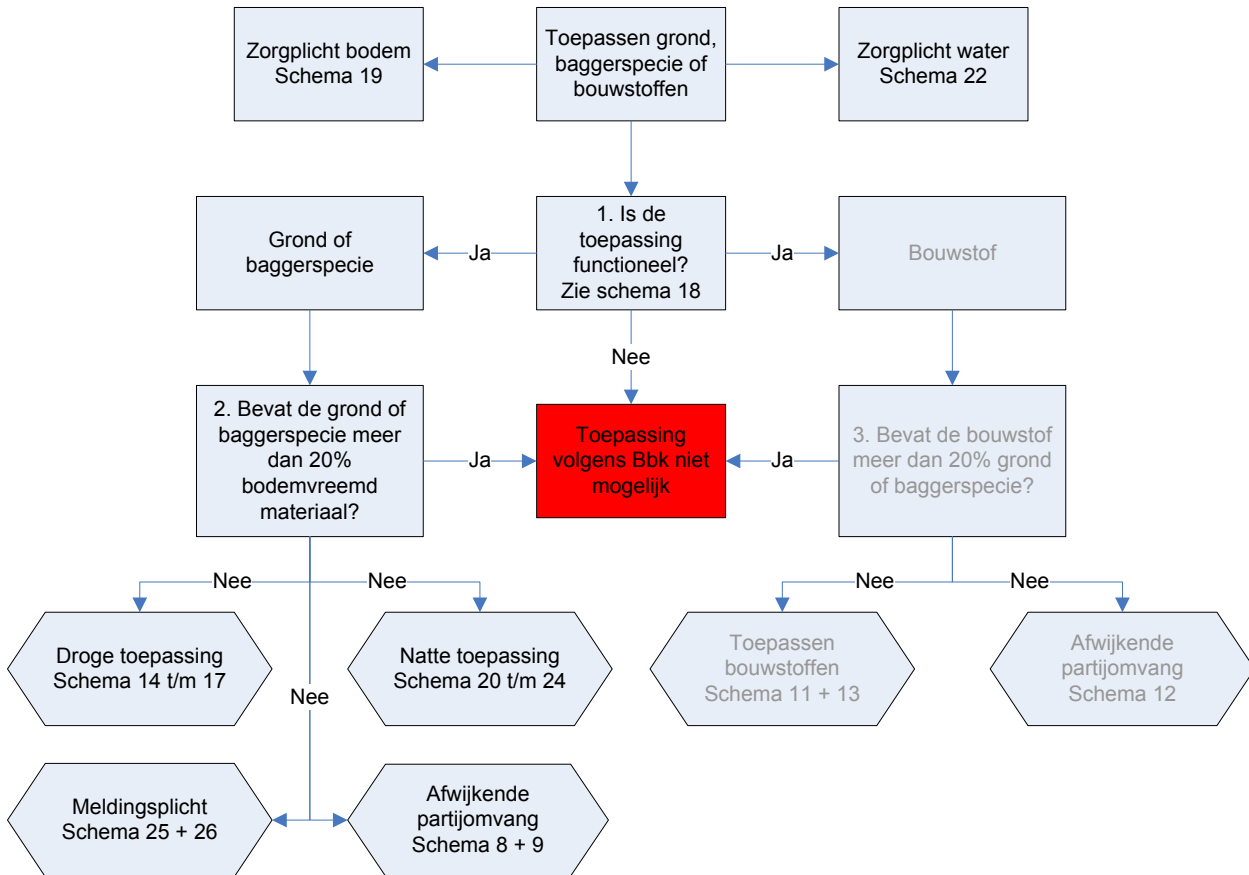 Zorgplicht bodem
Schema 19
Toepassen grond,
baggerspecie of
bouwstoffen
Zorgplicht water
Schema 22
Grond of
baggerspecie
Ja
1. Is de
toepassing
functioneel?
Zie schema 18
Ja
Bouwstof
Nee
2. Bevat de grond of
baggerspecie meer
dan 20%
bodemvreemd
materiaal?
Ja
Toepassing
volgens Bbk niet
mogelijk
Ja
3. Bevat de bouwstof
meer dan 20% grond
of baggerspecie?
Nee
Nee
Nee
Nee
Droge toepassing
Schema 14 t/m 17
Nee
Natte toepassing
Schema 20 t/m 24
Toepassen
bouwstoffen
Schema 11 + 13
Afwijkende
partijomvang
Schema 12
Meldingsplicht
Schema 25 + 26
Afwijkende
partijomvang
Schema 8 + 9